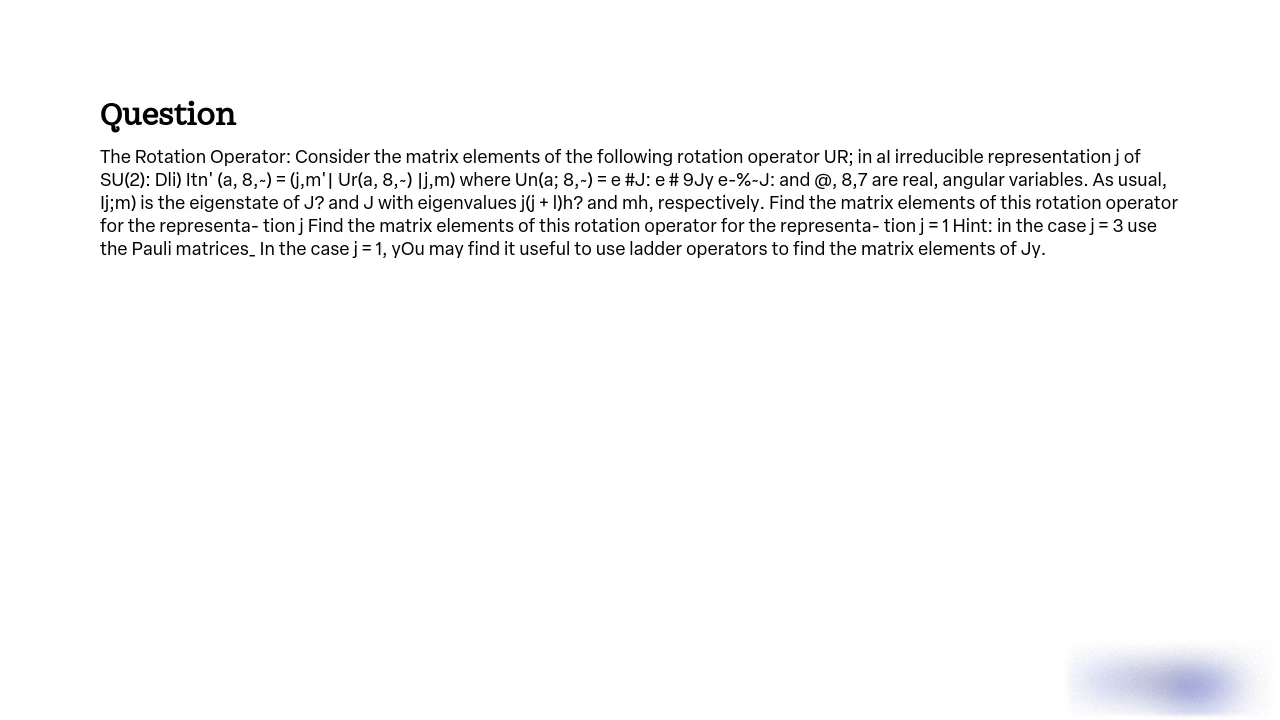 Question
The Rotation Operator: Consider the matrix elements of the following rotation operator UR; in aI irreducible representation j of
SU(2): Dli) Itn' (a, 8,~) = (j,m'| Ur(a, 8,~) |j,m) where Un(a; 8,~) = e #J: e # 9Jy e-%~J: and @, 8,7 are real, angular variables. As usual,
Ij;m) is the eigenstate of J? and J with eigenvalues j(j + l)h? and mh, respectively. Find the matrix elements of this rotation operator
for the representa- tion j Find the matrix elements of this rotation operator for the representa- tion j = 1 Hint: in the case j = 3 use
the Pauli matrices_ In the case j = 1, yOu may find it useful to use ladder operators to find the matrix elements of Jy.